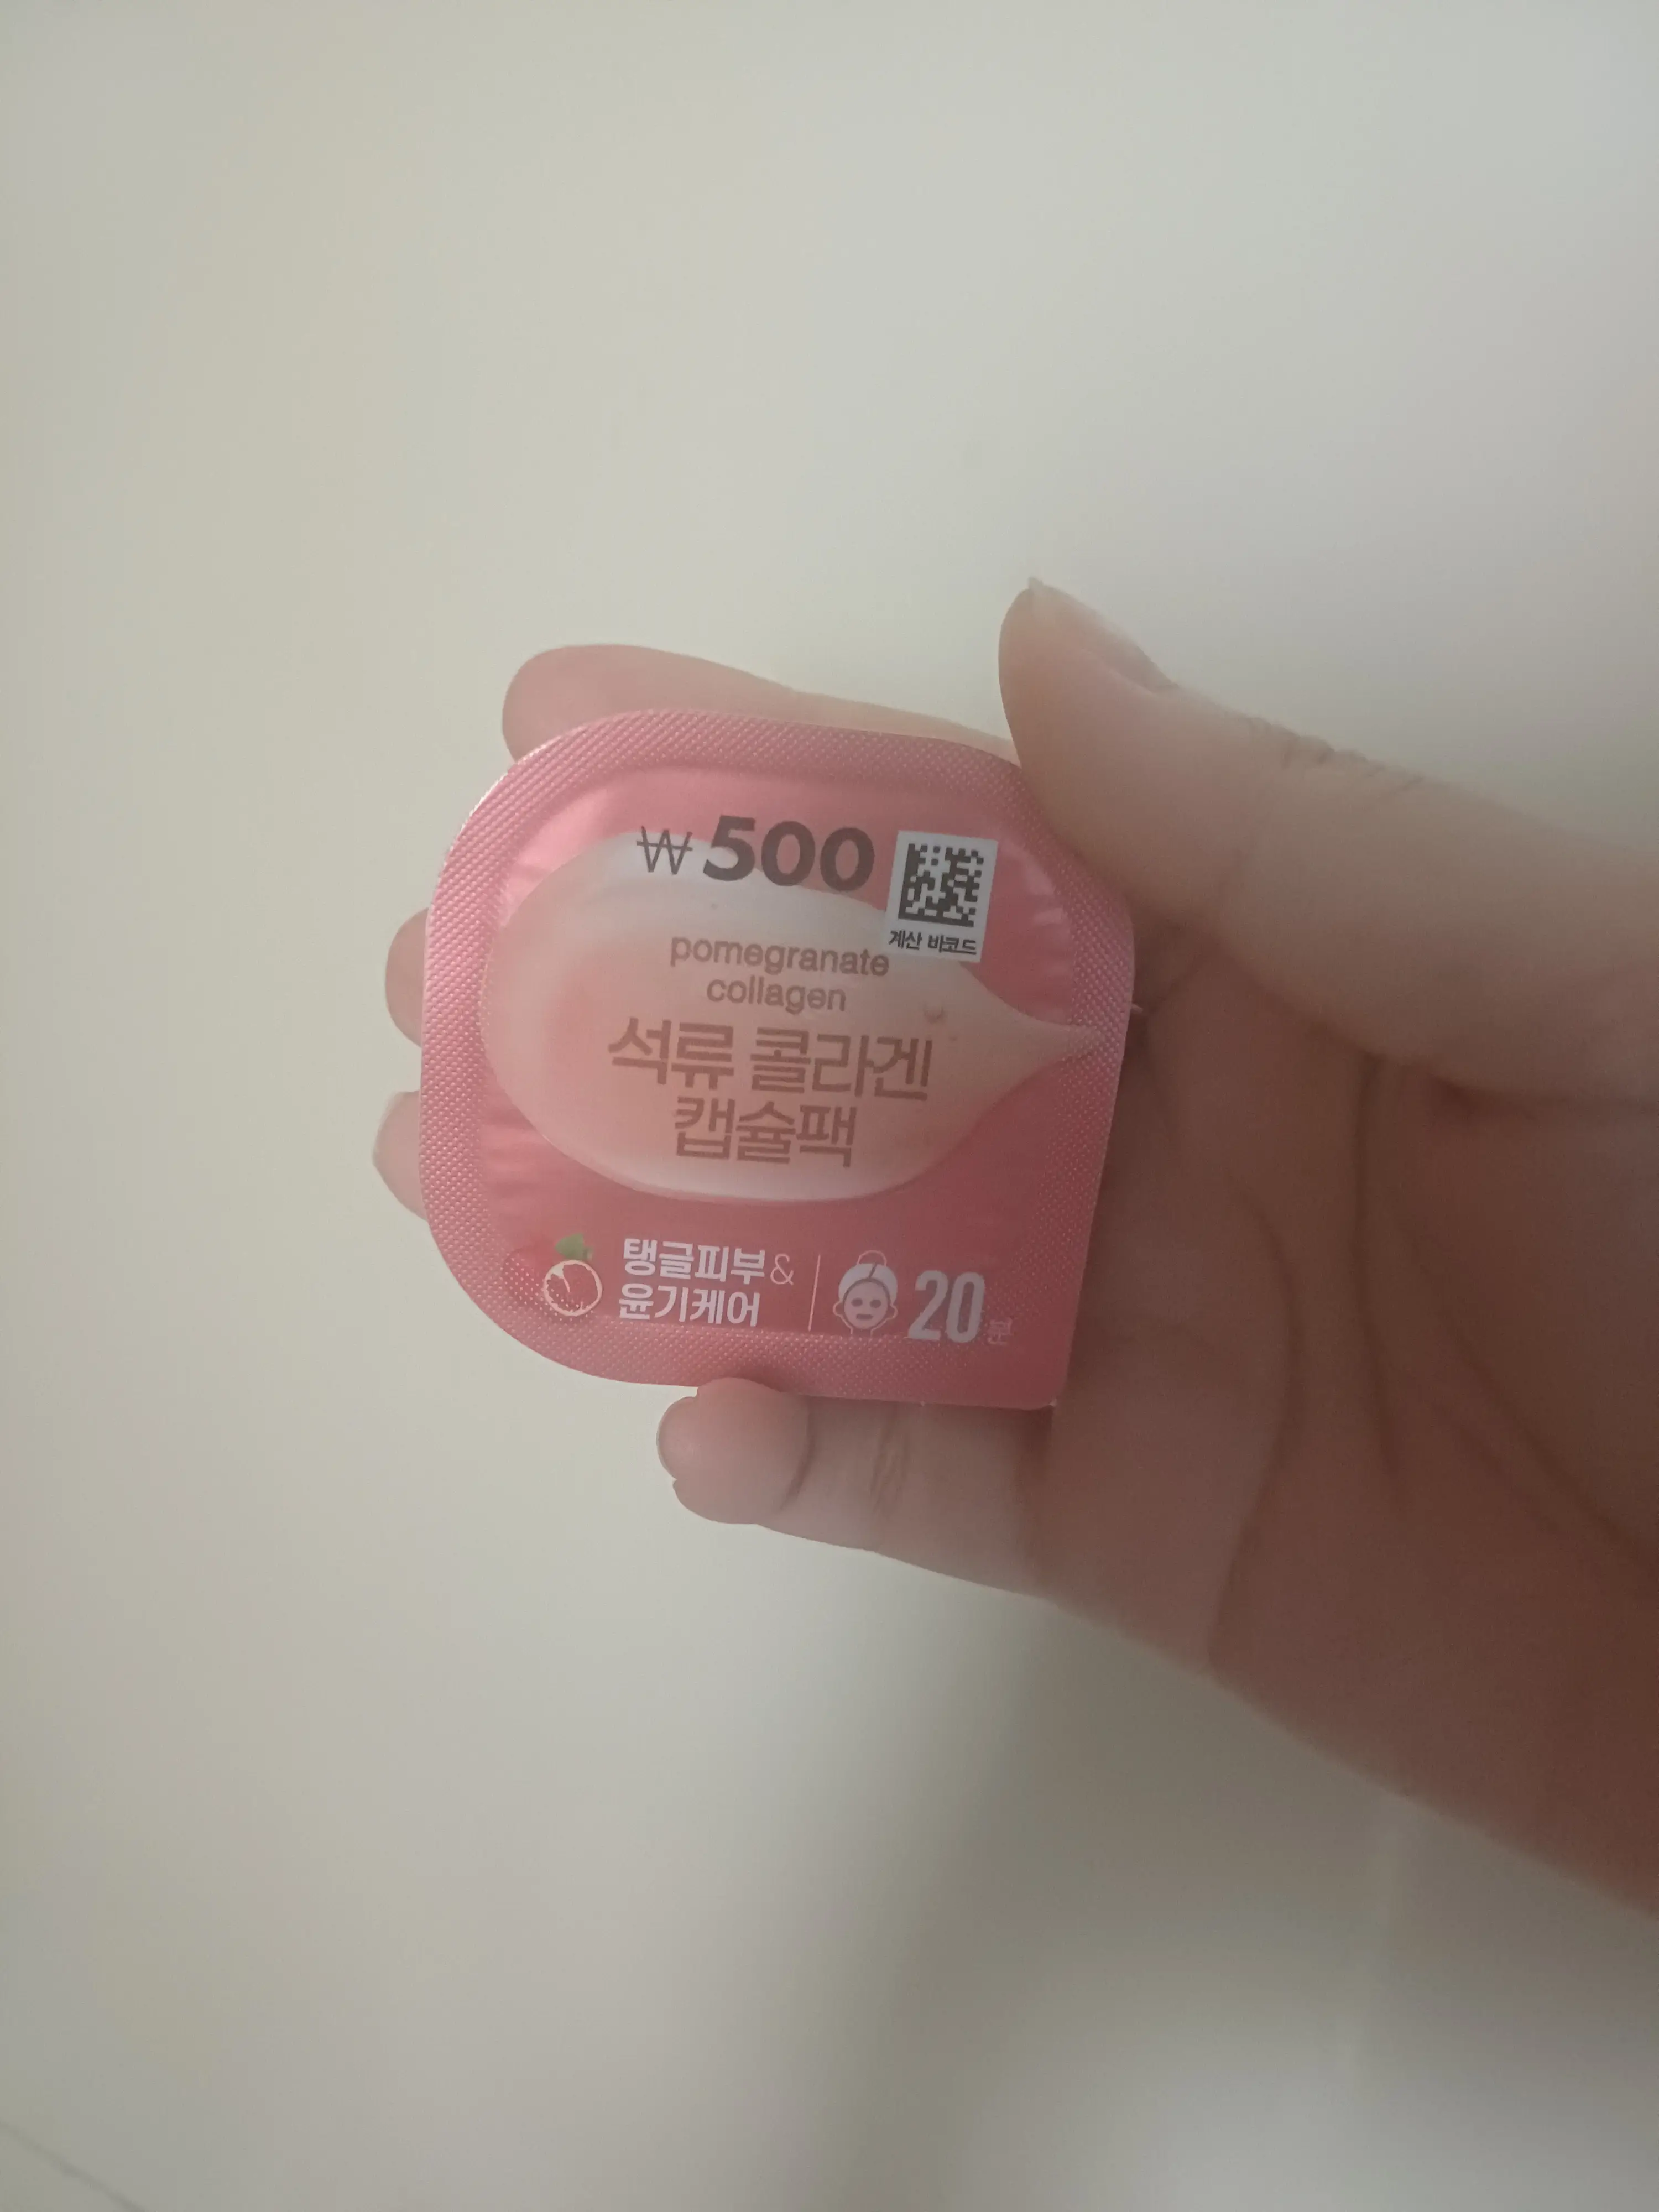 ₩500
계산 바코드
pomegranate
collagen
석류 콜라겐
캡슐팩
탱글피부&
윤기케어
20분